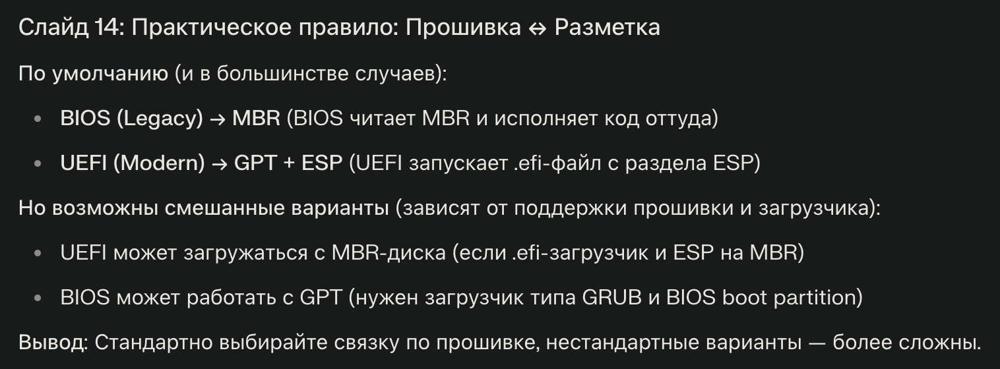 Слайд 14: Практическое правило: Прошивка ↔ Разметка
По умолчанию (и в большинстве случаев):
• BIOS (Legacy) → MBR (BIOS читает MBR и исполняет код оттуда)
• UEFI (Modern) → GPT + ESP (UEFI запускает .efi-файл с раздела ESP)
Но возможны смешанные варианты (зависят от поддержки прошивки и загрузчика):
• UEFI может загружаться с MBR-диска (если .efi-загрузчик и ESP на MBR)
• BIOS может работать с GPT (нужен загрузчик типа GRUB и BIOS boot partition)
Вывод: Стандартно выбирайте связку по прошивке, нестандартные варианты — более сложны.